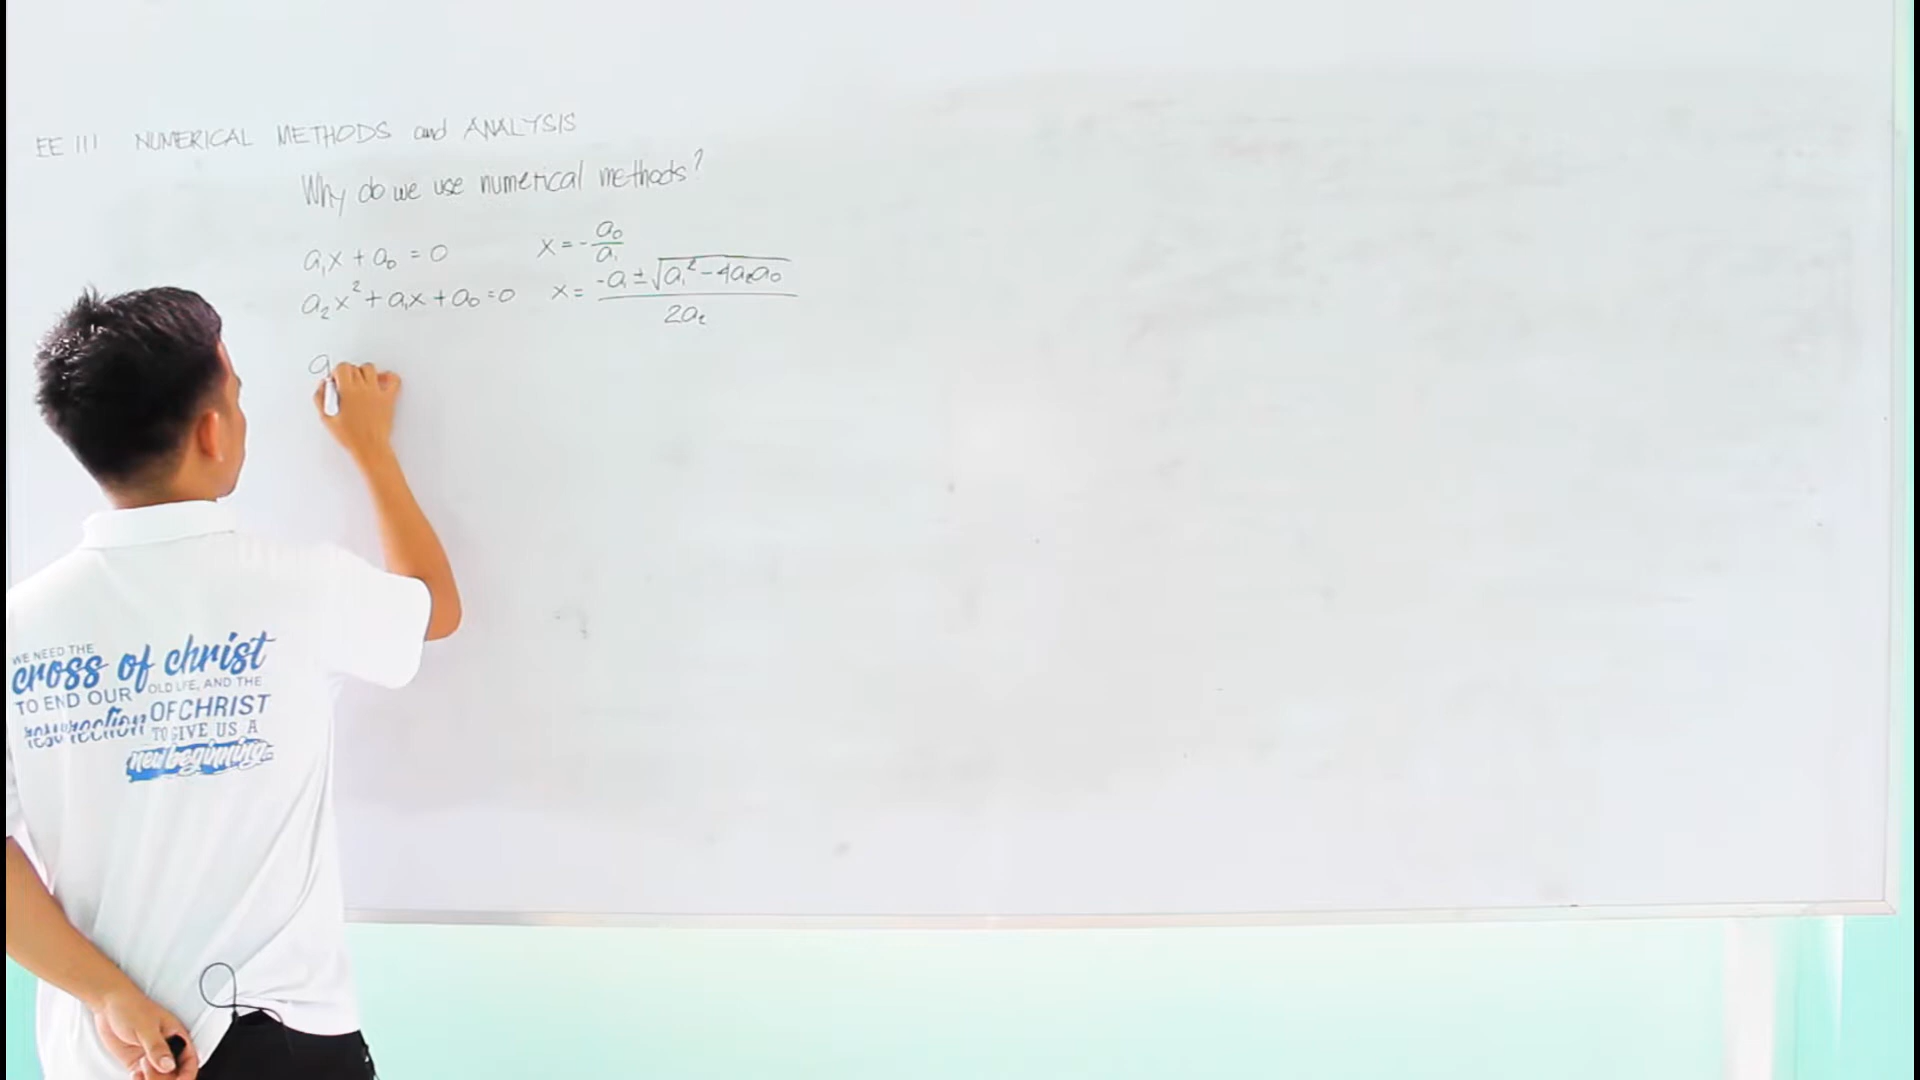 EE 111 NUMERICAL METHODS and ANALYSIS
Why do we use numerical methods?
a₁x + a₀ = 0 x = -a₀/a₁
a₂x² + a₁x + a₀ = 0 x = (-a₁ ± √(a₁² - 4a₂a₀))/2a₂
a
WE NEED THE
cross of christ
TO END OUR OLD LIFE, AND THE
resurrection OF CHRIST
TO GIVE US A
new beginning